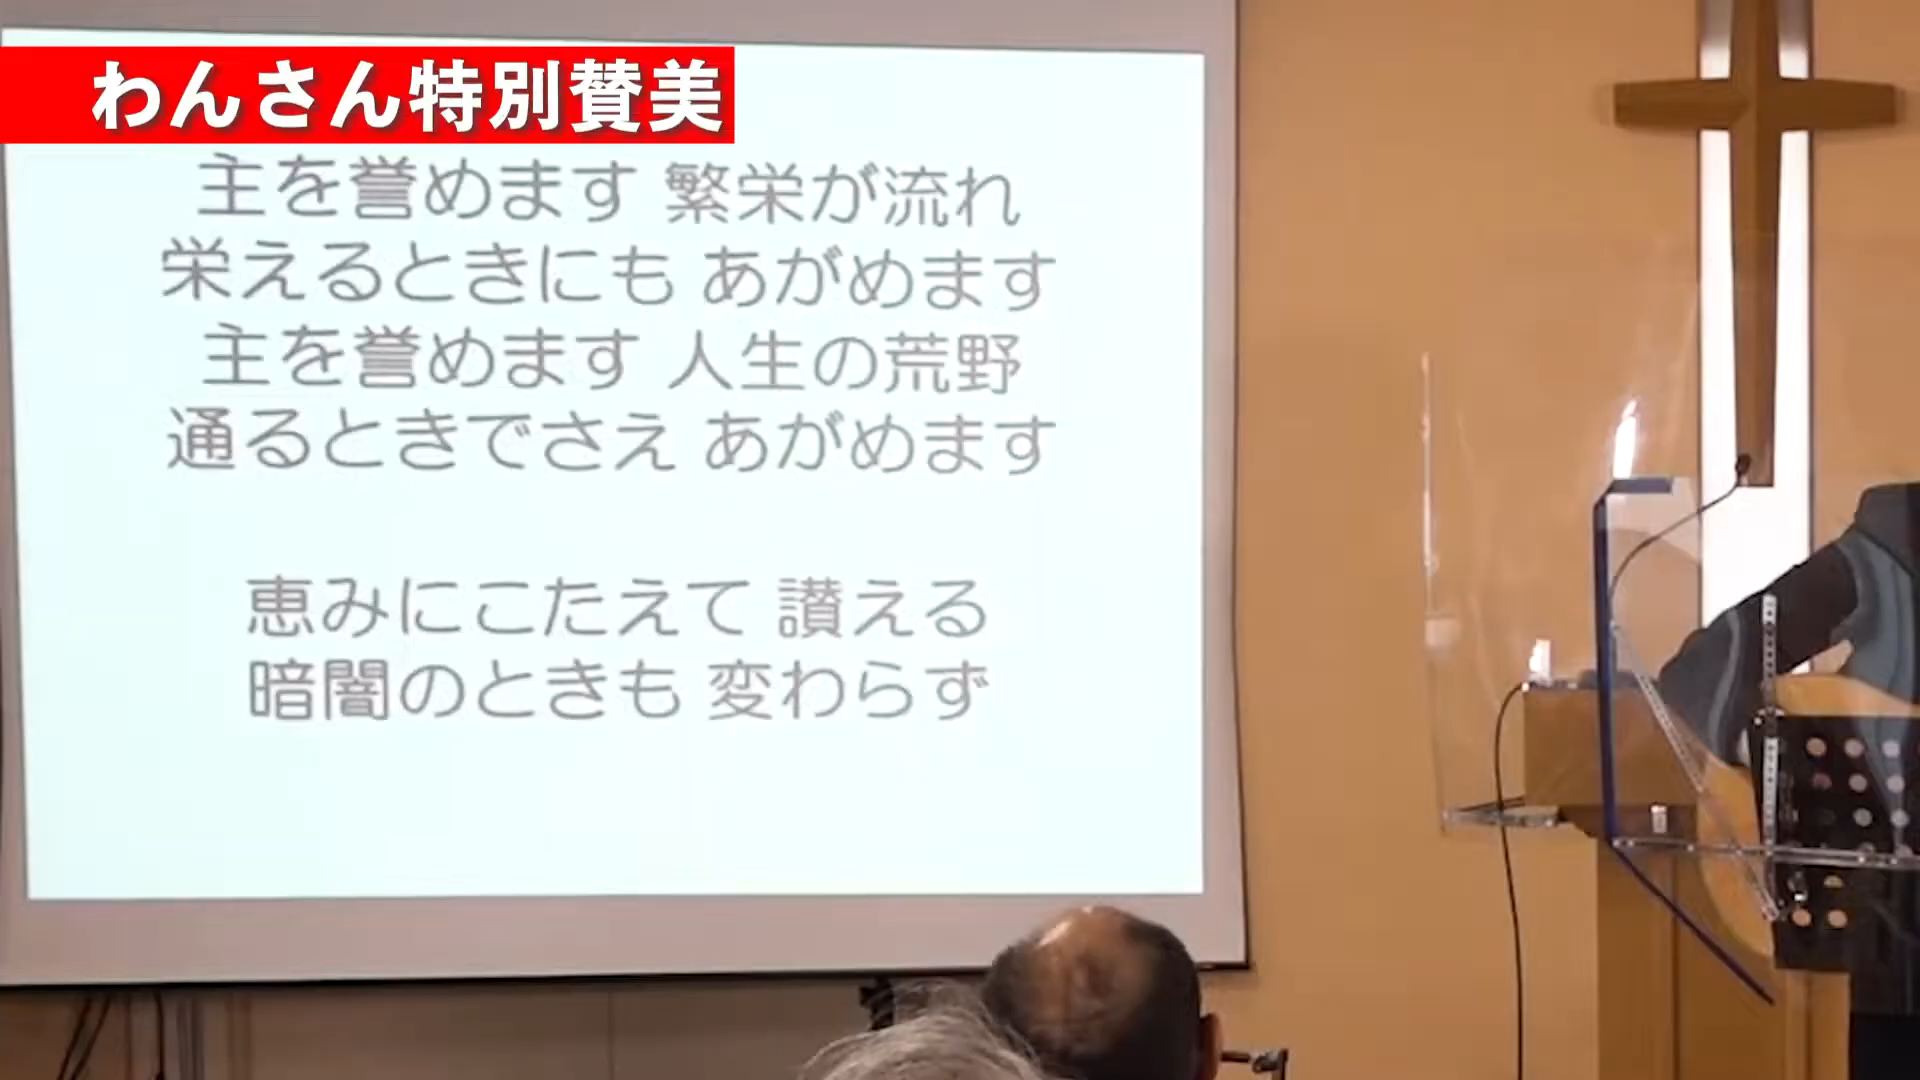 わんさん特別賛美
主を誉めます 繁栄が流れ
栄えるときにも あがめます
主を誉めます 人生の荒野
通るときでさえ あがめます
恵みにこたえて 讃える
暗闇のときも 変わらず